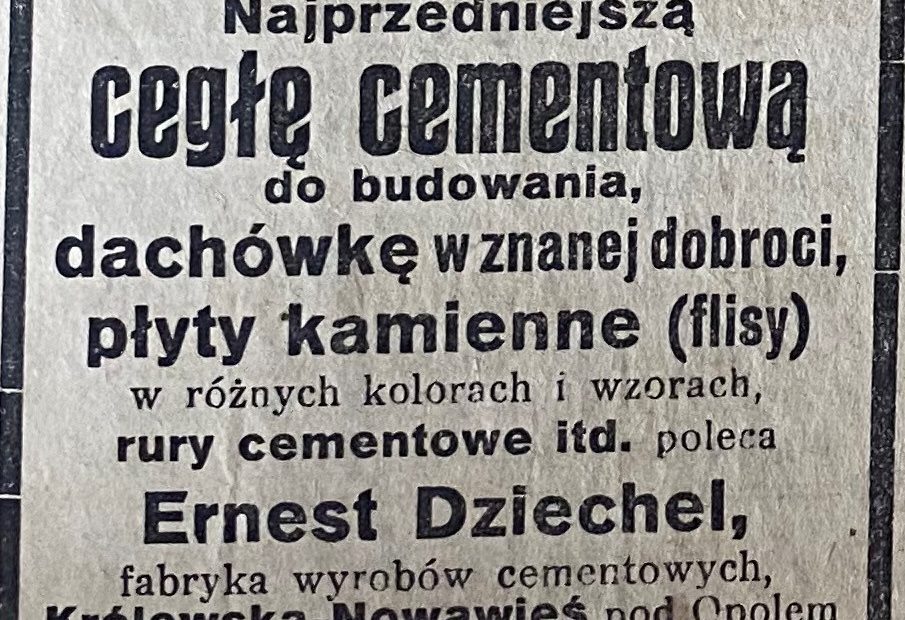 Najprzedniejszą
cegłę cementową
do budowania,
dachówkę w znanej dobroci,
płyty kamienne (flisy)
w różnych kolorach i wzorach,
rury cementowe itd. poleca
Ernest Dziechel,
fabryka wyrobów cementowych,
Królewska Nowawieś pod Opolem